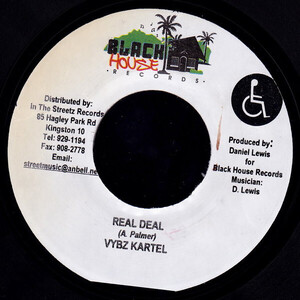 BLACK
HOUSE
RECORDS
Distributed by:
In The Streetz Records
85 Hagley Park Rd
Kingston 10
Tel: 929-1194
Fax: 908-2778
Email:
streetmusic@anbell.ne
Produced by:
Daniel Lewis
for
Black House Records
Musician:
D. Lewis
REAL DEAL
(A. Palmer)
VYBZ KARTEL